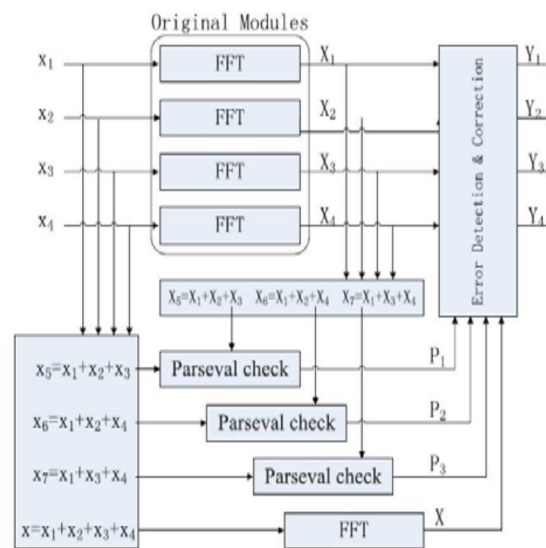 Original Modules
x₁ FFT X₁ Y₁
x₂ FFT X₂ Y₂
x₃ FFT X₃ Y₃
x₄ FFT X₄ Y₄
Error Detection & Correction
X₅=X₁+X₂+X₃ X₆=X₁+X₂+X₄ X₇=X₁+X₃+X₄
x₅=x₁+x₂+x₃ Parseval check P₁
x₆=x₁+x₂+x₄ Parseval check P₂
x₇=x₁+x₃+x₄ Parseval check P₃
x=x₁+x₂+x₃+x₄ FFT X